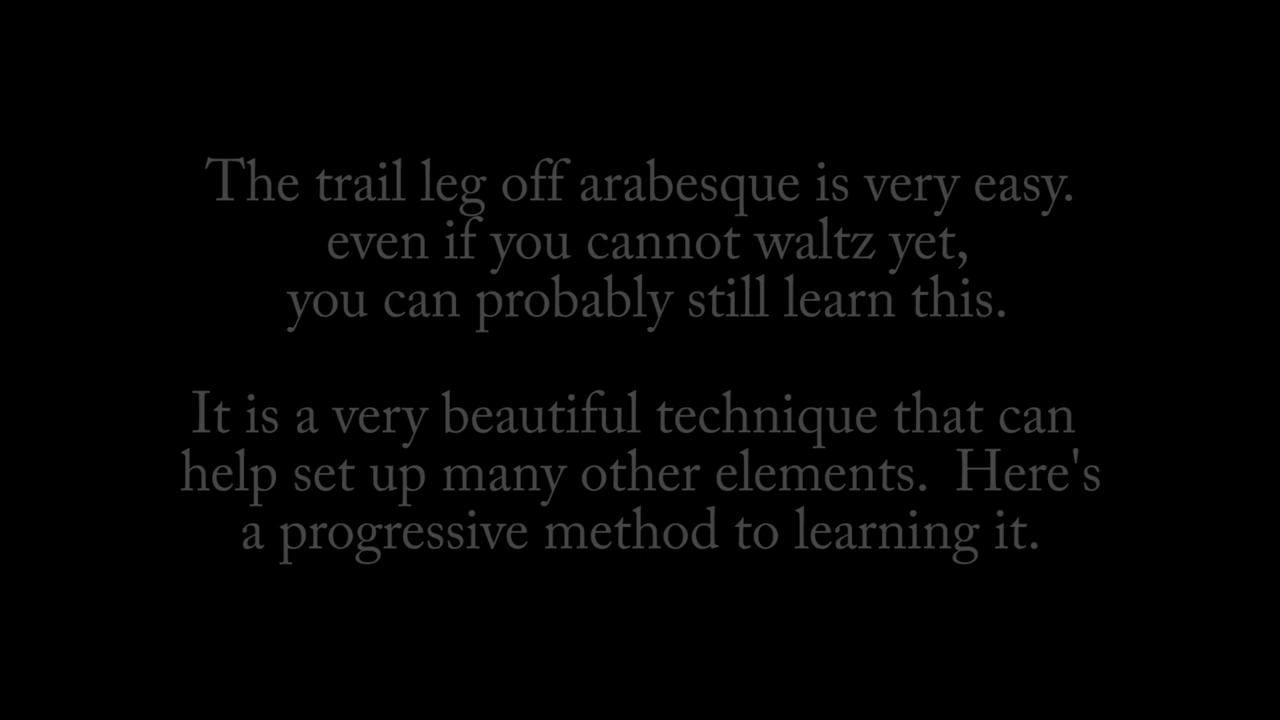 The trail leg off arabesque is very easy.
even if you cannot waltz yet,
you can probably still learn this.
It is a very beautiful technique that can
help set up many other elements.  Here's
a progressive method to learning it.